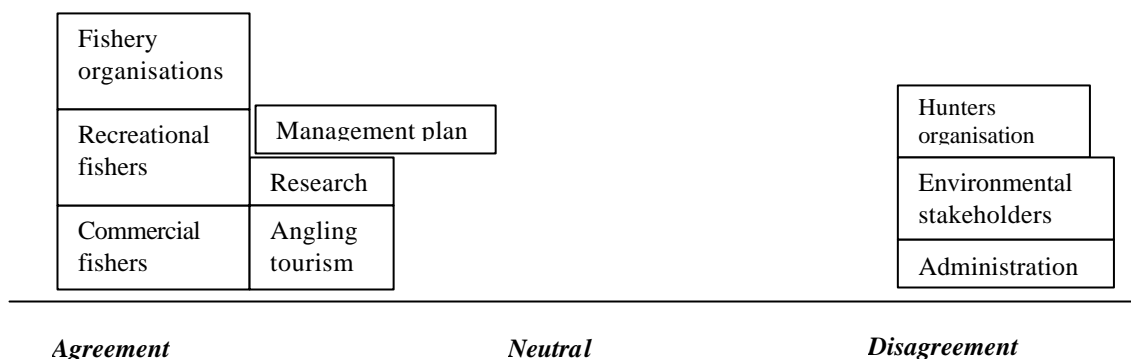 Fishery
organisations
Recreational
fishers
Commercial
fishers
Management plan
Research
Angling
tourism
Hunters
organisation
Environmental
stakeholders
Administration
Agreement
Neutral
Disagreement